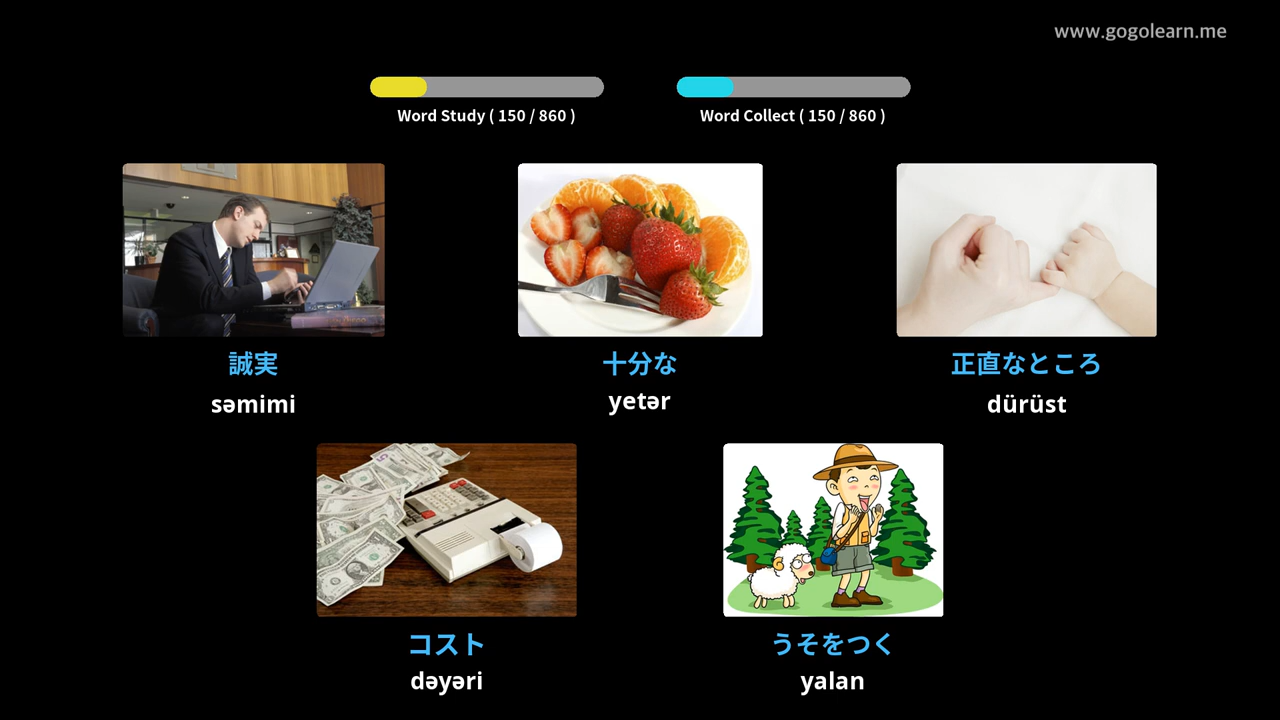 www.gogolearn.me
Word Study ( 150 / 860 )
Word Collect ( 150 / 860 )
誠実
səmimi
十分な
yetər
正直なところ
dürüst
コスト
dəyəri
うそをつく
yalan